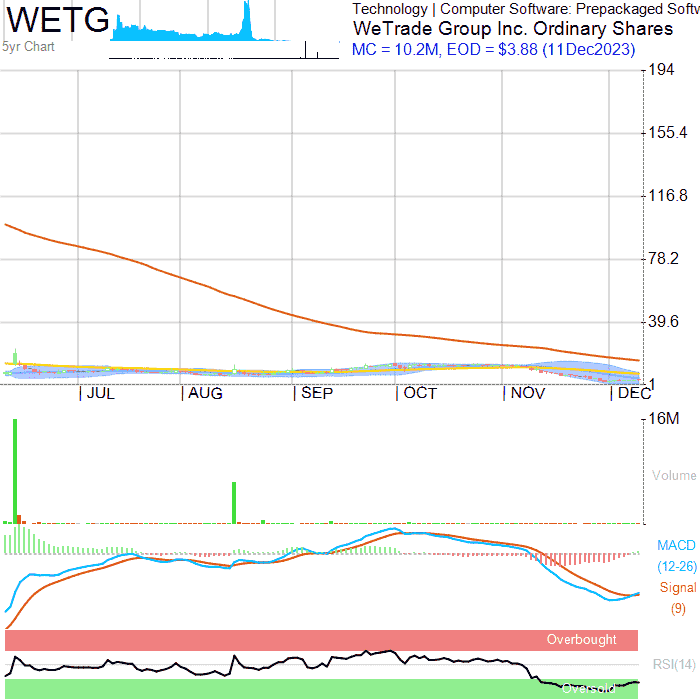 WETG
5yr Chart
Technology | Computer Software: Prepackaged Softw
WeTrade Group Inc. Ordinary Shares
MC = 10.2M, EOD = $3.88 (11Dec2023)
194
155.4
116.8
78.2
39.6
1
JUL AUG SEP OCT NOV DEC
16M
Volume
MACD
(12-26)
Signal
(9)
Overbought
RSI(14)
Oversold